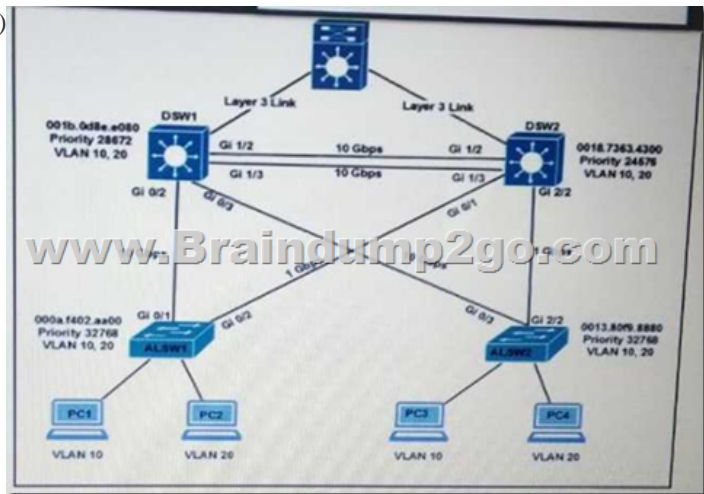 )
Layer 3 Link
Layer 3 Link
DSW1
DSW2
001b.0d8e.e080
Priority 28672
VLAN 10, 20
0018.7363.4300
Priority 24576
VLAN 10, 20
Gi 1/2
10 Gbps
Gi 1/2
Gi 1/3
10 Gbps
Gi 1/3
Gi 0/2
Gi 0/3
Gi 0/1
Gi 2/2
www.Braindump2go.com
1 Gbps
000a.f402.aa00
Priority 32768
VLAN 10, 20
Gi 0/1
Gi 0/2
Gi 0/3
Gi 2/2
0013.80f9.8880
Priority 32768
VLAN 10, 20
ALSW1
ALSW2
PC1
PC2
PC3
PC4
VLAN 10
VLAN 20
VLAN 10
VLAN 20